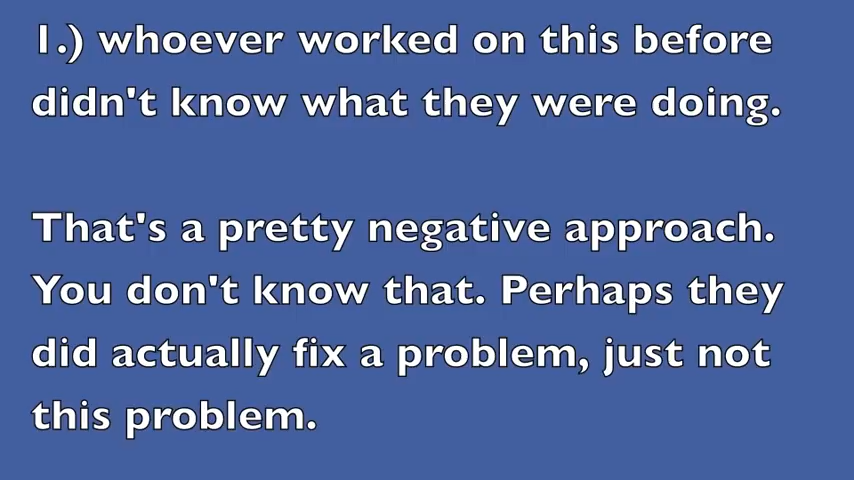 1.) whoever worked on this before
didn't know what they were doing.
That's a pretty negative approach.
You don't know that. Perhaps they
did actually fix a problem, just not
this problem.